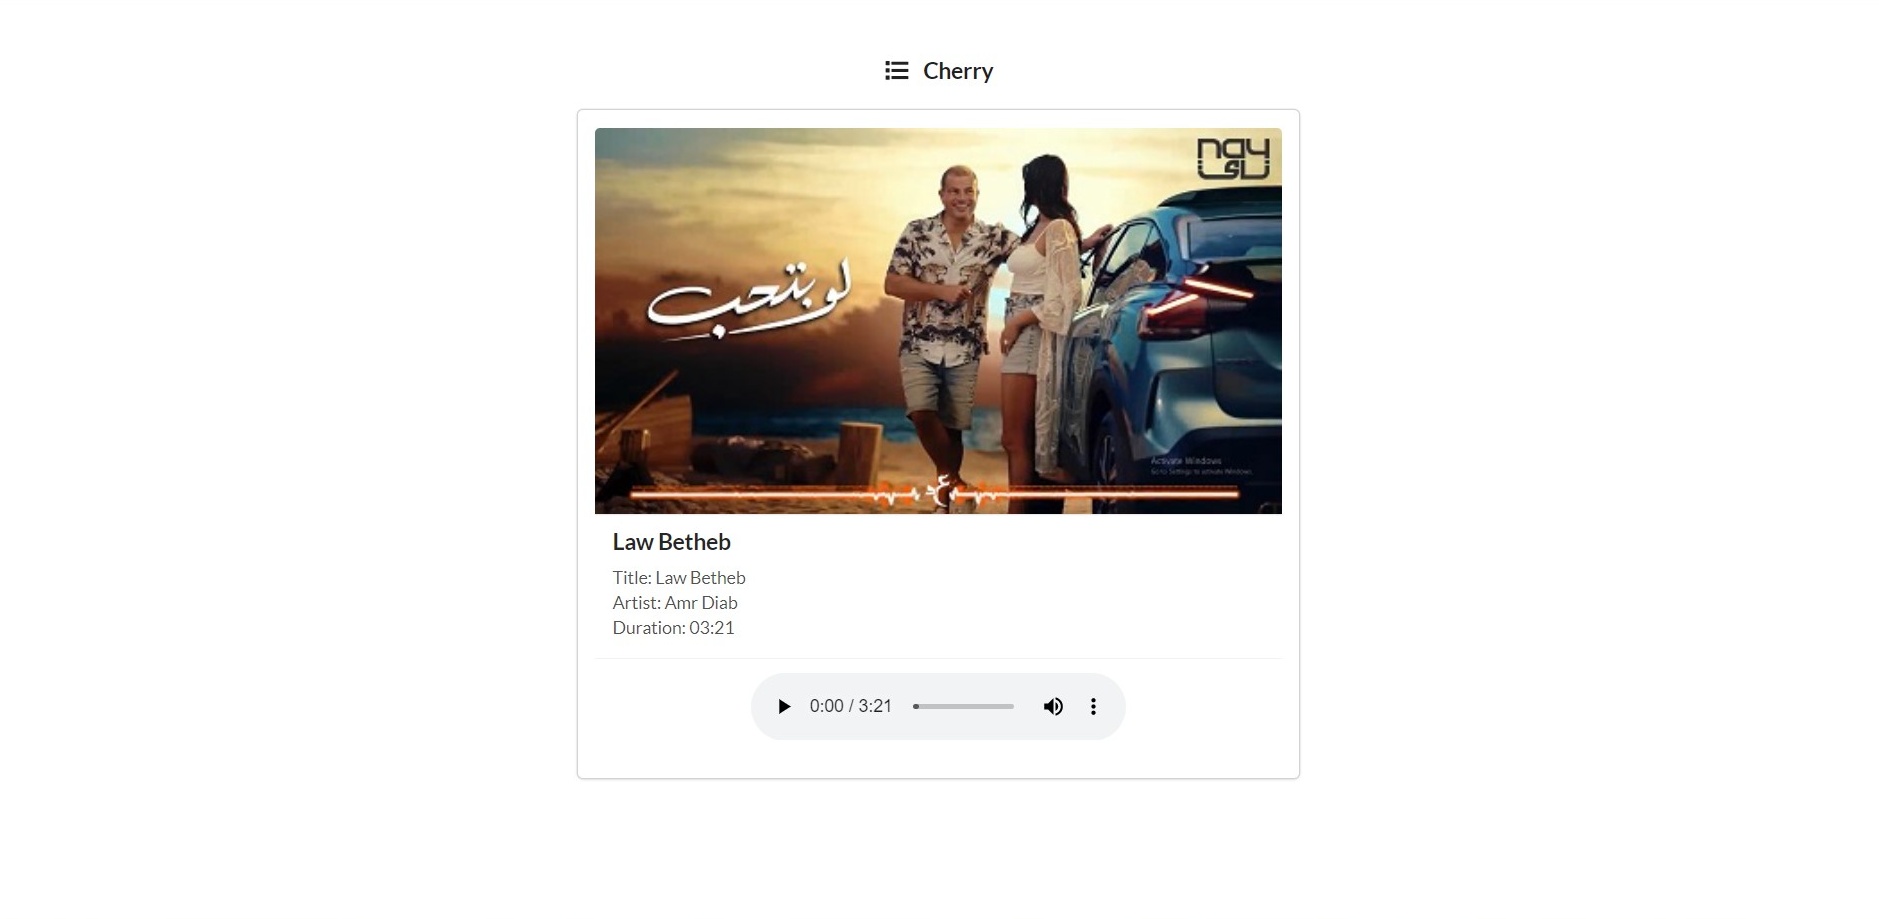 Cherry
nay
لو بتحب
Activate Windows
Go to Settings to activate Windows.
Law Betheb
Title: Law Betheb
Artist: Amr Diab
Duration: 03:21
0:00 / 3:21